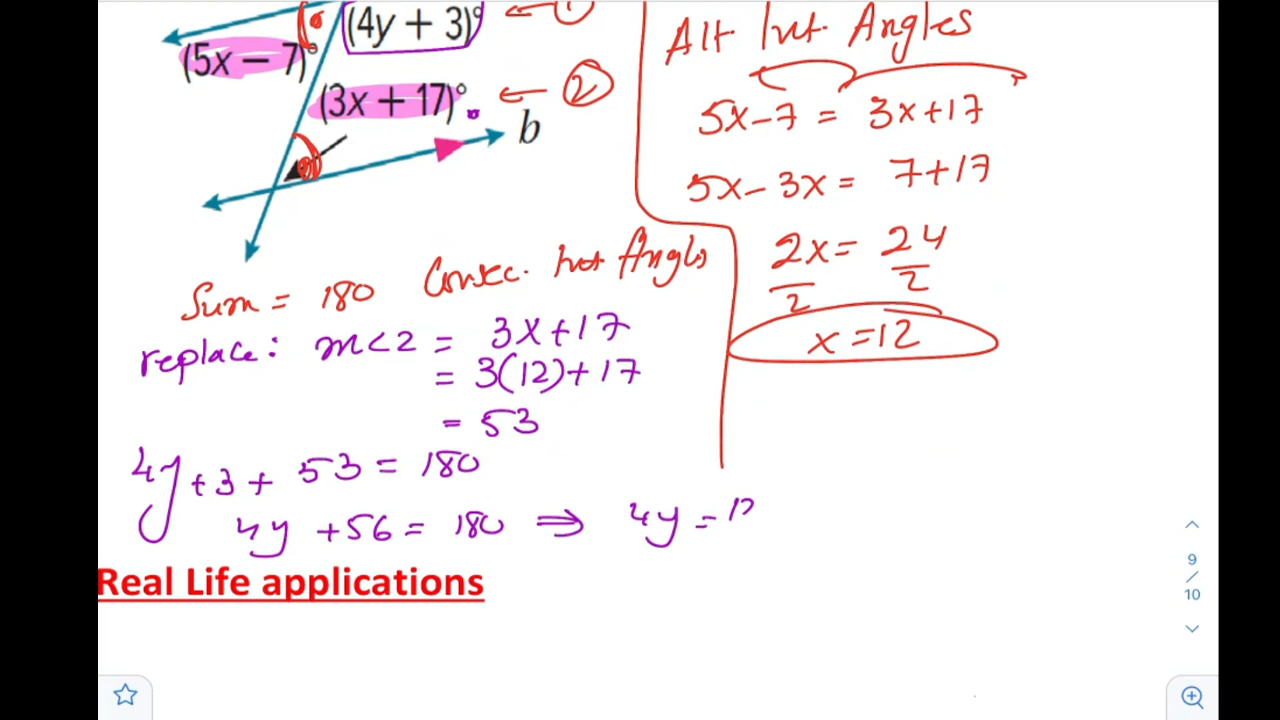 (4y + 3)° ← 1
(5x − 7)°
(3x + 17)° ← 2
b
Sum = 180 Consec. Int Angles
replace: m<2 = 3x+17
= 3(12)+17
= 53
4y+3 + 53 = 180
4y +56 = 180 ⇒ 4y = 12
Alt Int. Angles
5x−7 = 3x+17
5x−3x = 7+17
2x = 24
2 2
x = 12
Real Life applications
9
/
10